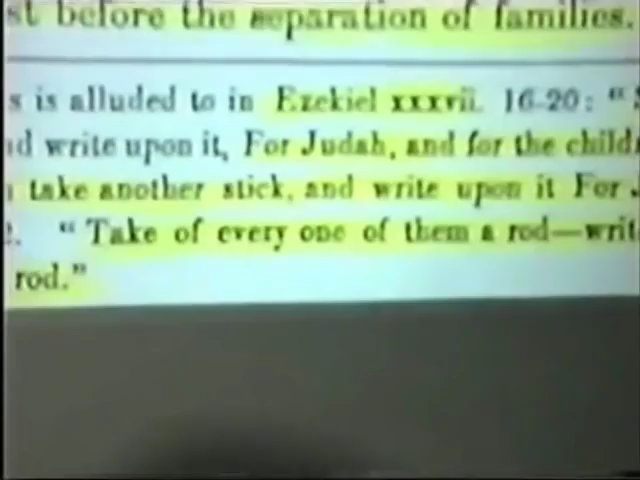 st before the separation of families.
s is alluded to in Ezekiel xxxvii. 16-20: "S
nd write upon it, For Judah, and for the child
take another stick, and write upon it For J
2. "Take of every one of them a rod—writ
rod."